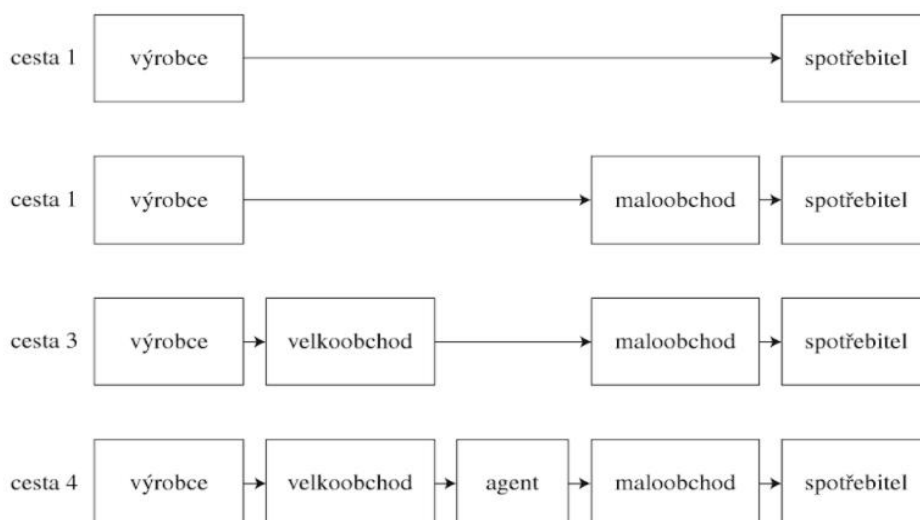 cesta 1 výrobce spotřebitel
cesta 1 výrobce maloobchod spotřebitel
cesta 3 výrobce velkoobchod maloobchod spotřebitel
cesta 4 výrobce velkoobchod agent maloobchod spotřebitel